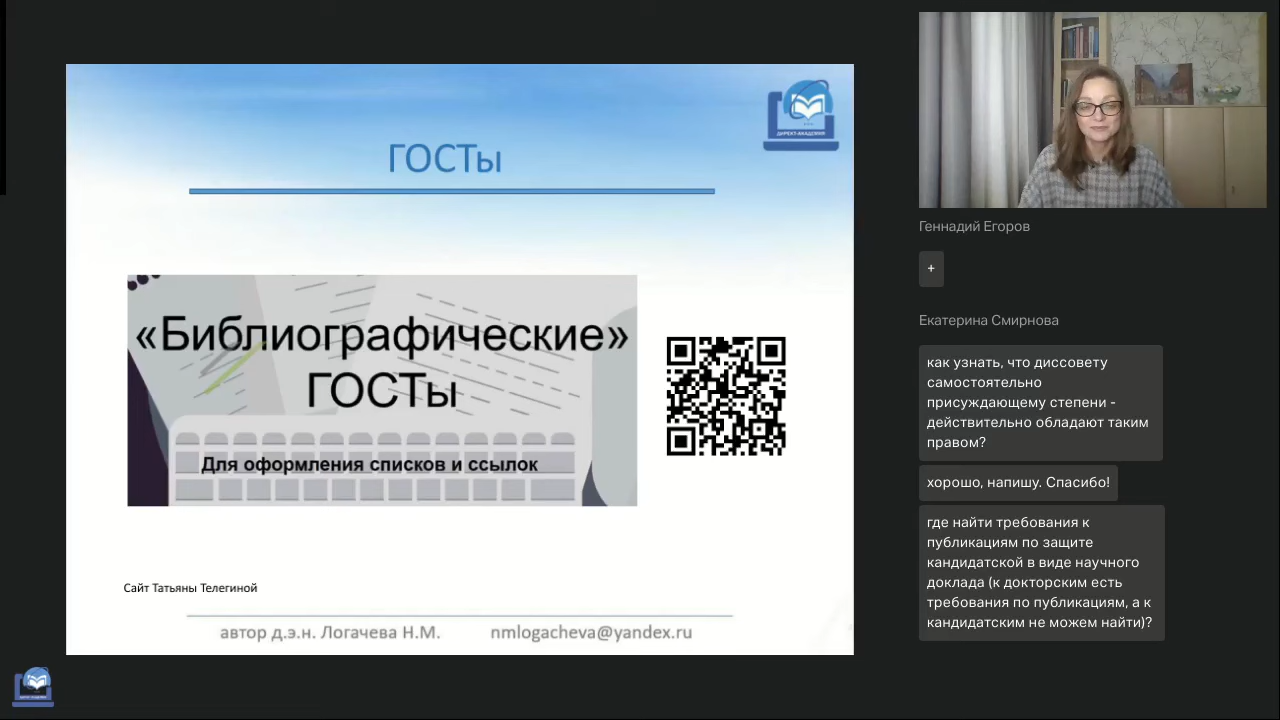 ДИРЕКТ-АКАДЕМИЯ
ГОСТы
«Библиографические»
ГОСТы
Для оформления списков и ссылок
Сайт Татьяны Телегиной
автор д.э.н. Логачева Н.М. nmlogacheva@yandex.ru
Геннадий Егоров
+
Екатерина Смирнова
как узнать, что диссовету
самостоятельно
присуждающему степени -
действительно обладают таким
правом?
хорошо, напишу. Спасибо!
где найти требования к
публикациям по защите
кандидатской в виде научного
доклада (к докторским есть
требования по публикациям, а к
кандидатским не можем найти)?